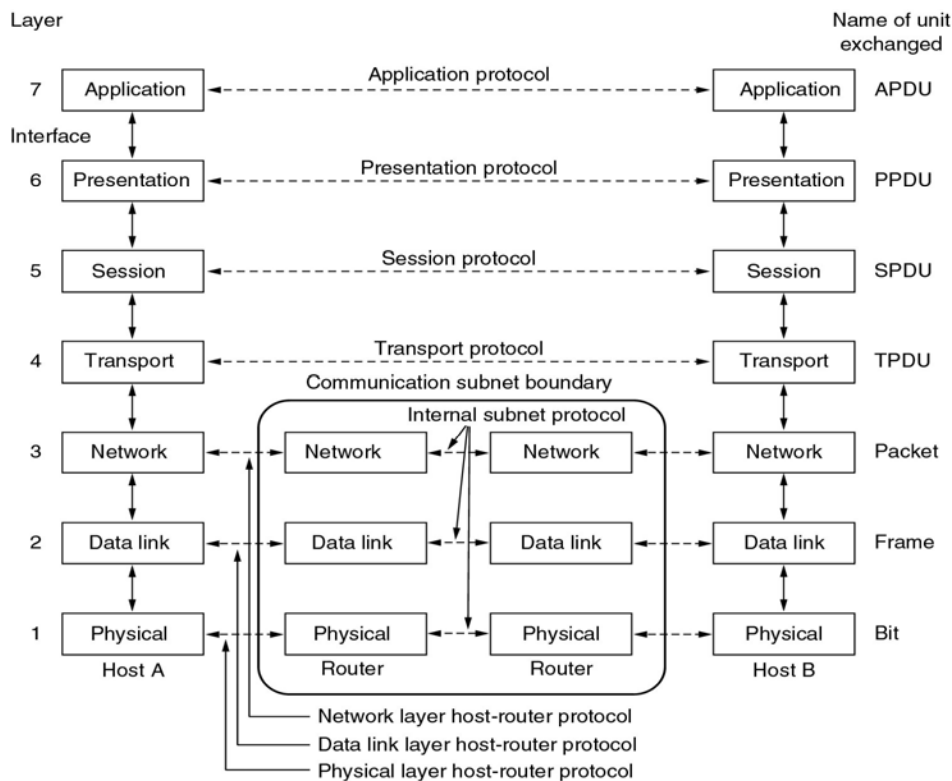 Layer
Name of unit
exchanged
Application protocol
7
Application
Application
APDU
Interface
Presentation protocol
6
Presentation
Presentation
PPDU
Session protocol
5
Session
Session
SPDU
Transport protocol
4
Transport
Transport
TPDU
Communication subnet boundary
Internal subnet protocol
3
Network
Network
Network
Network
Packet
2
Data link
Data link
Data link
Data link
Frame
1
Physical
Physical
Physical
Physical
Bit
Host A
Router
Router
Host B
Network layer host-router protocol
Data link layer host-router protocol
Physical layer host-router protocol